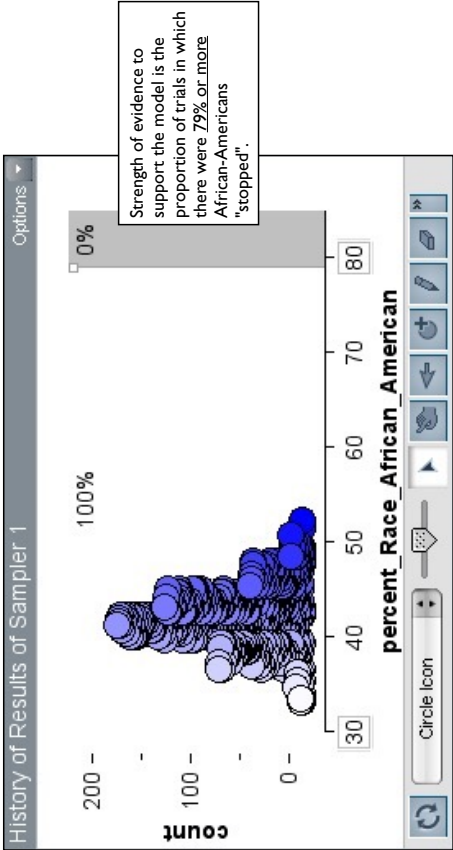 History of Results of Sampler 1
Options
100%
0%
200
100
0
count
30
40
50
60
70
80
percent_Race_African_American
Circle Icon
Strength of evidence to
support the model is the
proportion of trials in which
there were 79% or more
African-Americans
"stopped".